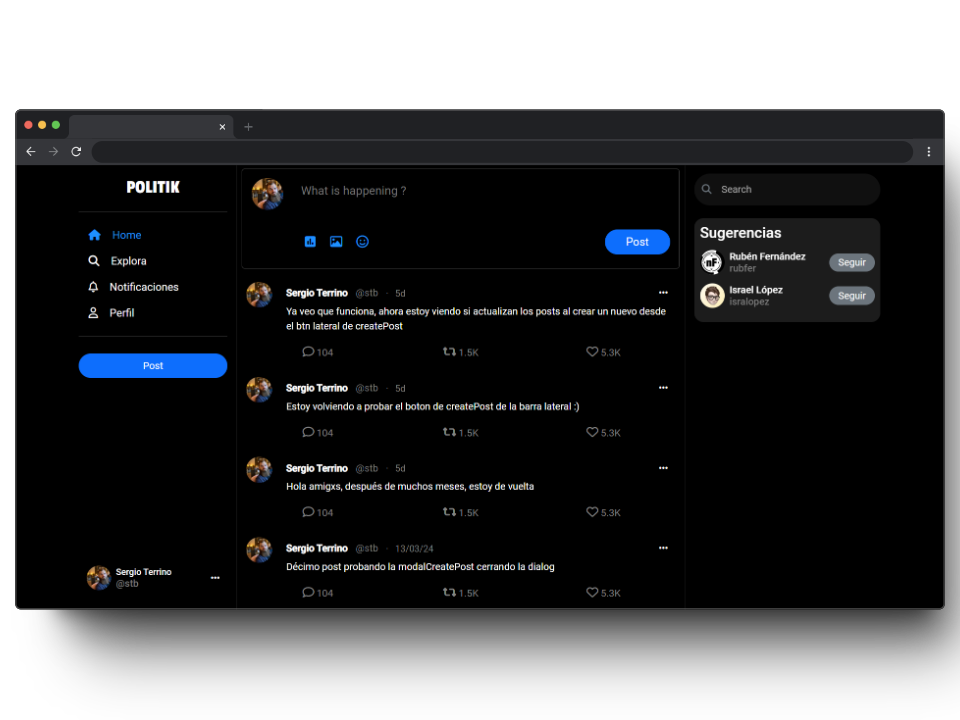 POLITIK
Home
Explora
Notificaciones
Perfil
Post
Sergio Terrino
@stb
What is happening ?
Post
Sergio Terrino @stb · 5d
Ya veo que funciona, ahora estoy viendo si actualizan los posts al crear un nuevo desde
el btn lateral de createPost
104 1.5K 5.3K
Sergio Terrino @stb · 5d
Estoy volviendo a probar el boton de createPost de la barra lateral :)
104 1.5K 5.3K
Sergio Terrino @stb · 5d
Hola amigxs, después de muchos meses, estoy de vuelta
104 1.5K 5.3K
Sergio Terrino @stb · 13/03/24
Décimo post probando la modalCreatePost cerrando la dialog
104 1.5K 5.3K
Search
Sugerencias
nF
Rubén Fernández
rubfer
Seguir
Israel López
isralopez
Seguir